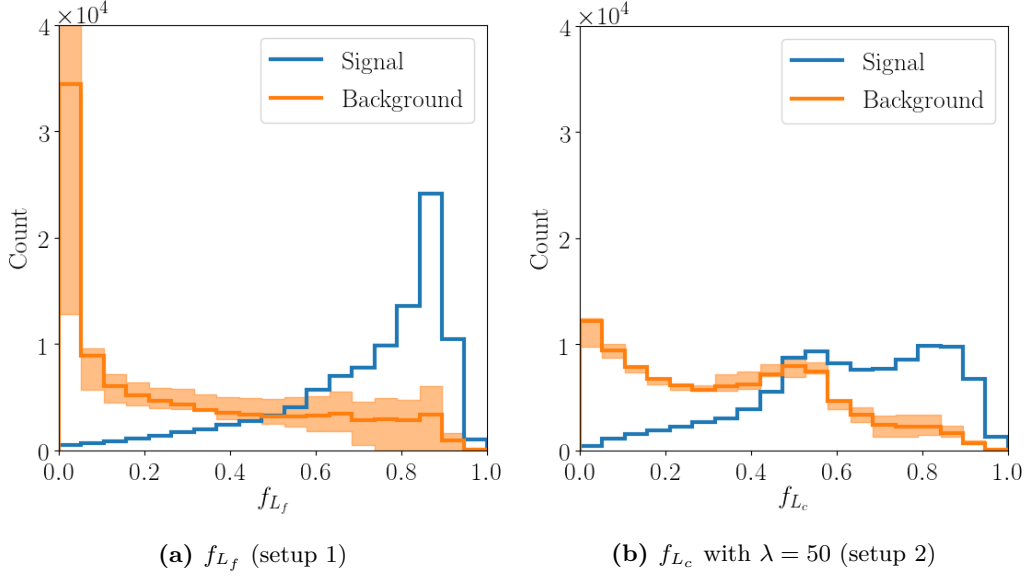 ×10⁴
4
3
2
1
0
Count
0.0 0.2 0.4 0.6 0.8 1.0
f_{L_f}
Signal
Background
(a) f_{L_f} (setup 1)
×10⁴
4
3
2
1
0
Count
0.0 0.2 0.4 0.6 0.8 1.0
f_{L_c}
Signal
Background
(b) f_{L_c} with λ = 50 (setup 2)